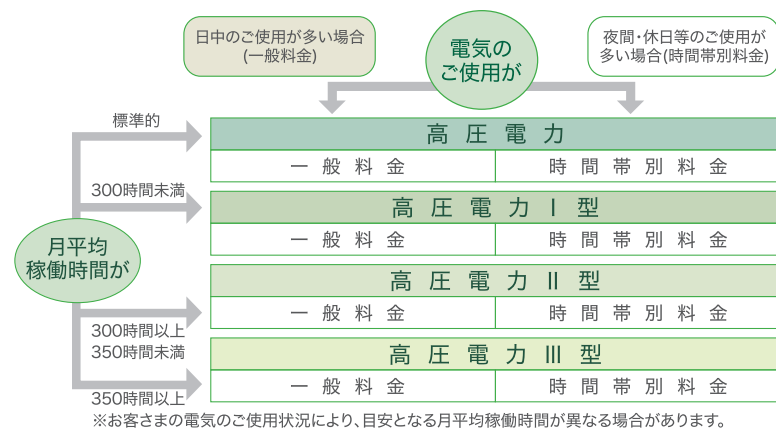 日中のご使用が多い場合
(一般料金)
電気の
ご使用が
夜間・休日等のご使用が
多い場合(時間帯別料金)
標準的
高圧電力
一般料金 時間帯別料金
300時間未満
高圧電力Ⅰ型
一般料金 時間帯別料金
月平均
稼働時間が
高圧電力Ⅱ型
一般料金 時間帯別料金
300時間以上
350時間未満
高圧電力Ⅲ型
一般料金 時間帯別料金
350時間以上
※お客さまの電気のご使用状況により、目安となる月平均稼働時間が異なる場合があります。